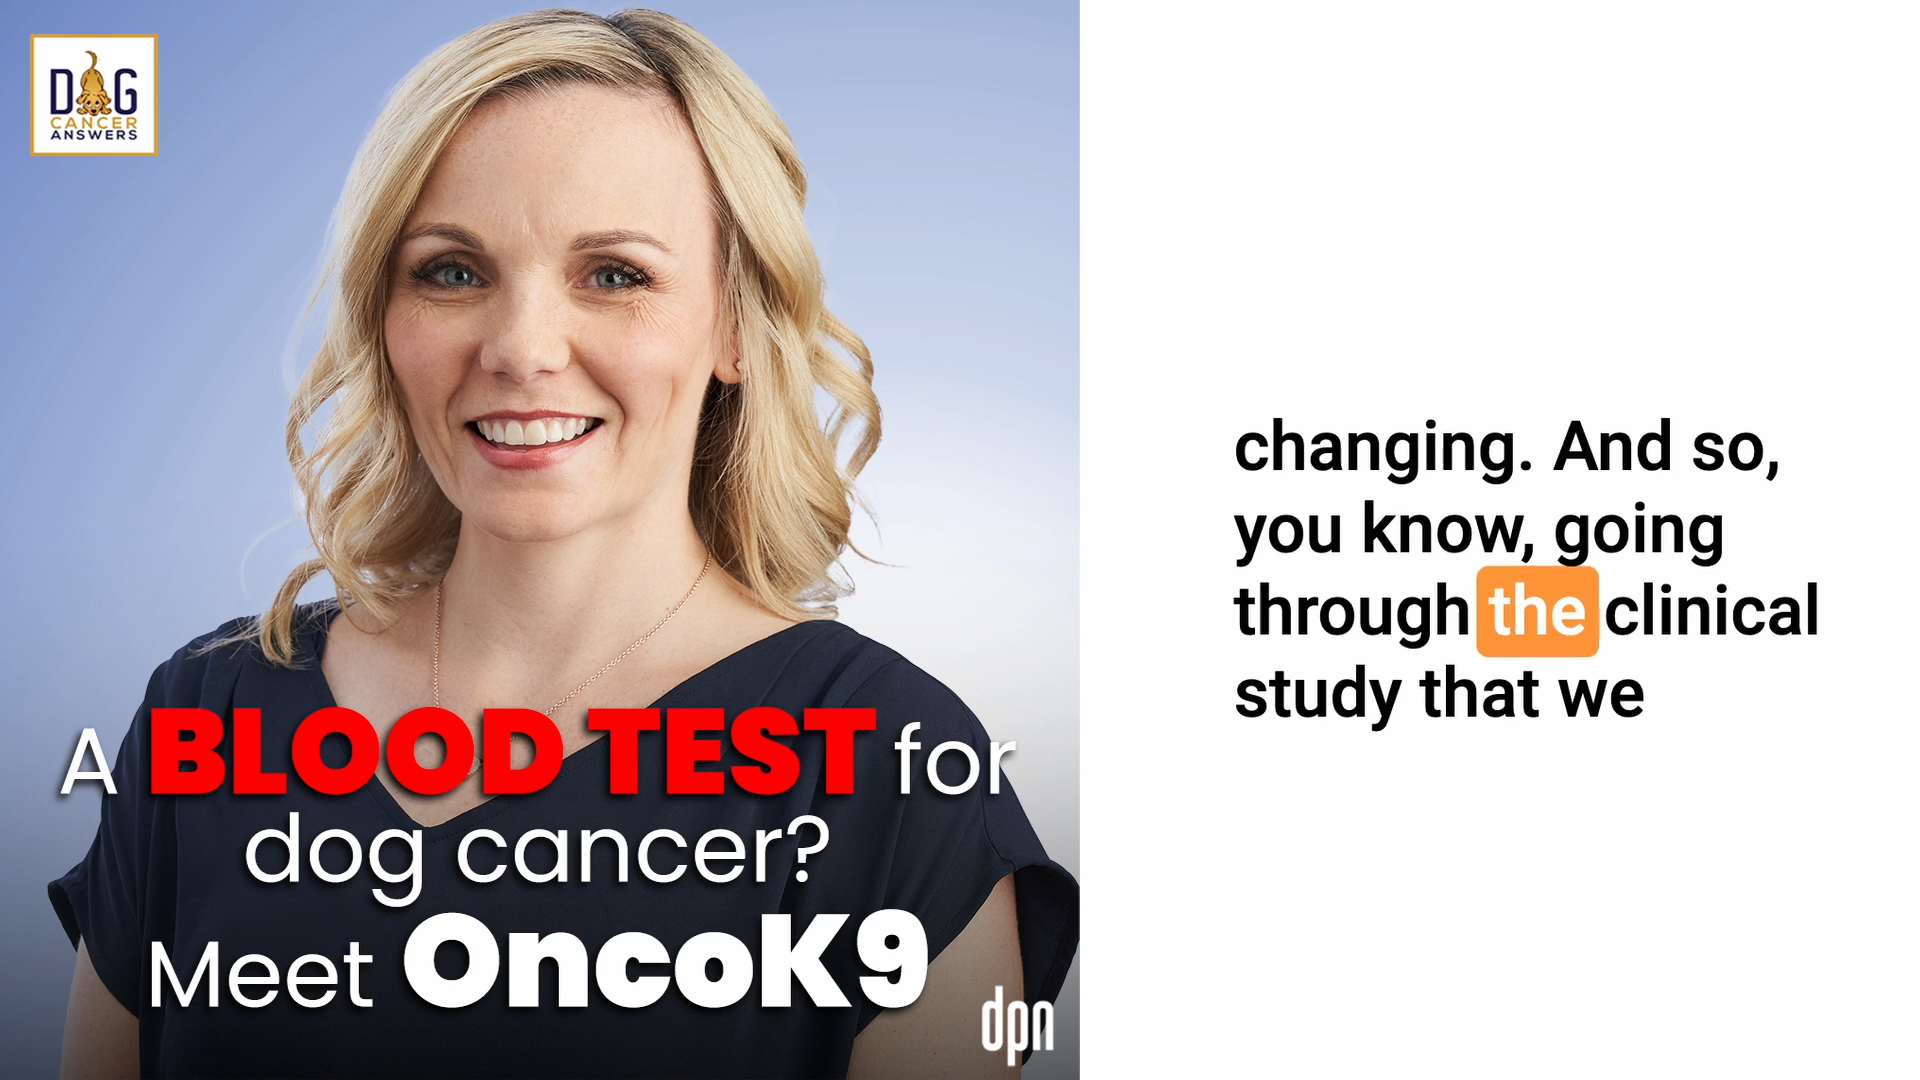 DOG
CANCER
ANSWERS
A BLOOD TEST for
dog cancer?
Meet OncoK9
dpn
changing. And so,
you know, going
through the clinical
study that we